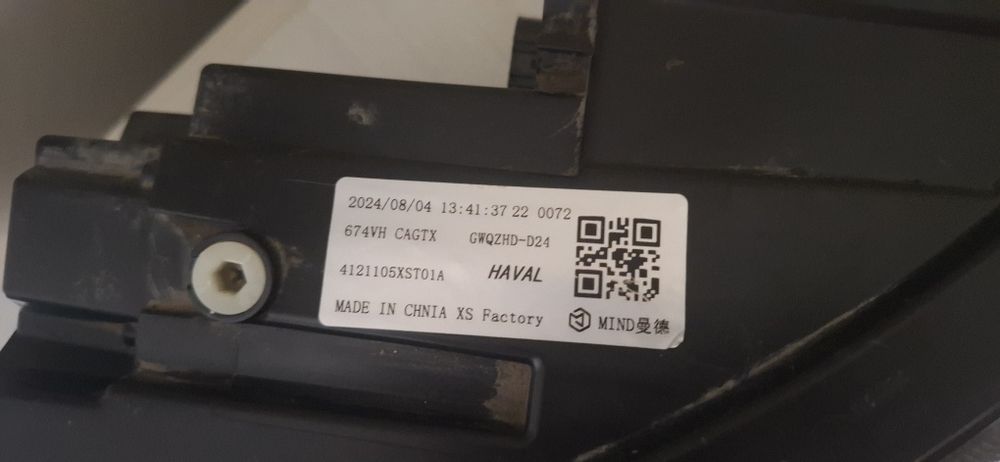 2024/08/04 13:41:37 22 0072
674VH CAGTX GWQZHD-D24
4121105XST01A HAVAL
MADE IN CHNIA XS Factory MIND曼德